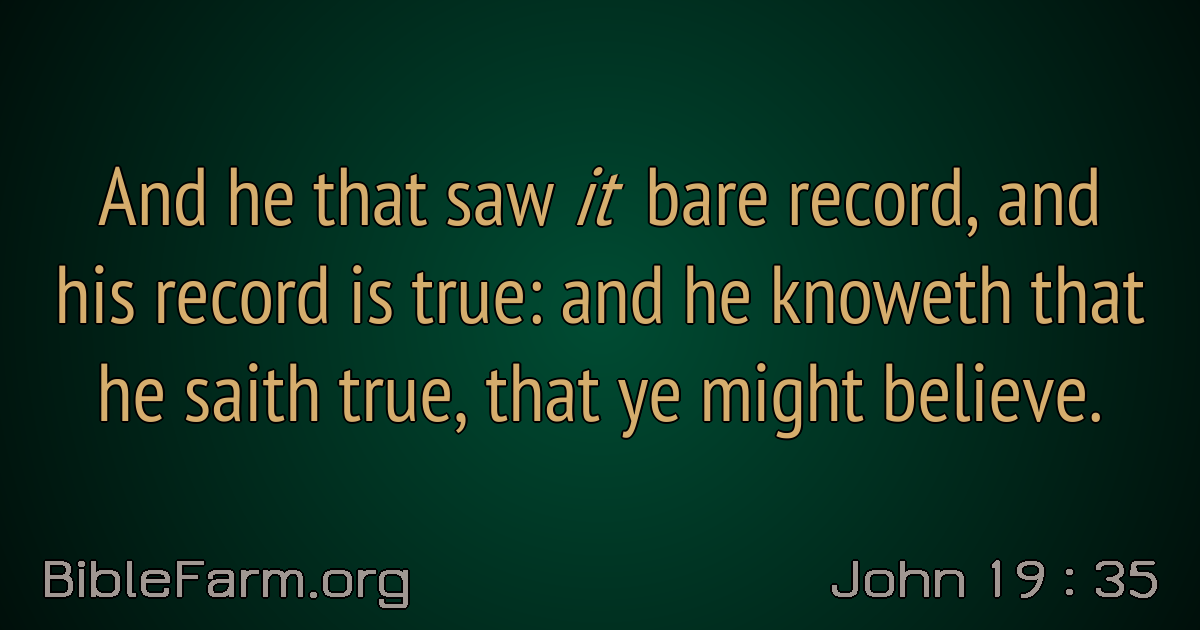 And he that saw it bare record, and
his record is true: and he knoweth that
he saith true, that ye might believe.
BibleFarm.org
John 19 : 35